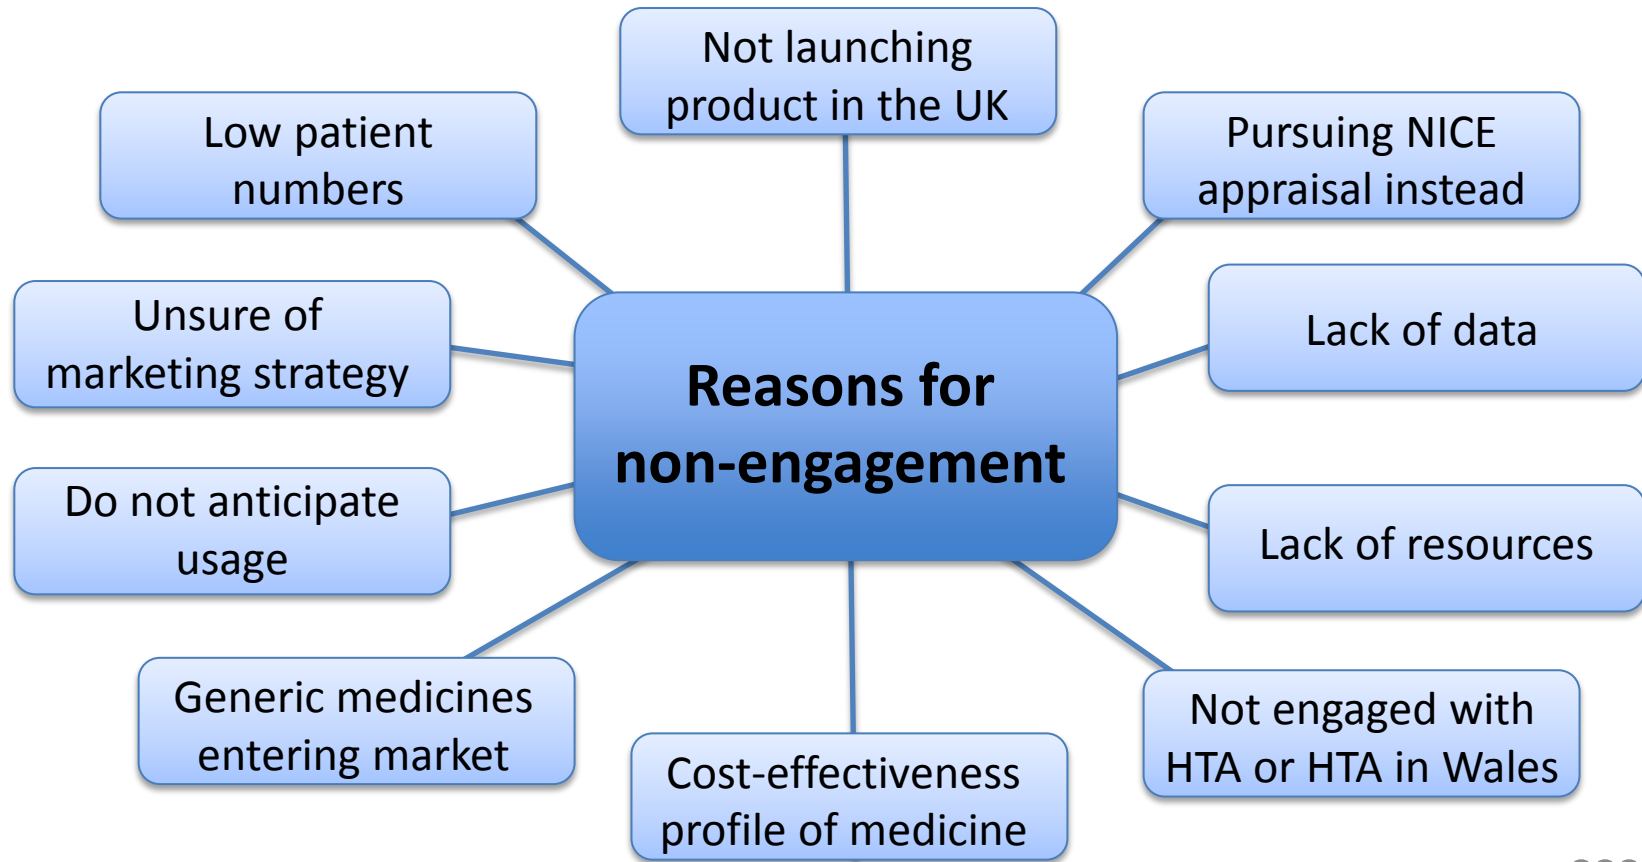 Not launching
product in the UK
Low patient
numbers
Pursuing NICE
appraisal instead
Unsure of
marketing strategy
Lack of data
Reasons for
non-engagement
Do not anticipate
usage
Lack of resources
Generic medicines
entering market
Not engaged with
HTA or HTA in Wales
Cost-effectiveness
profile of medicine